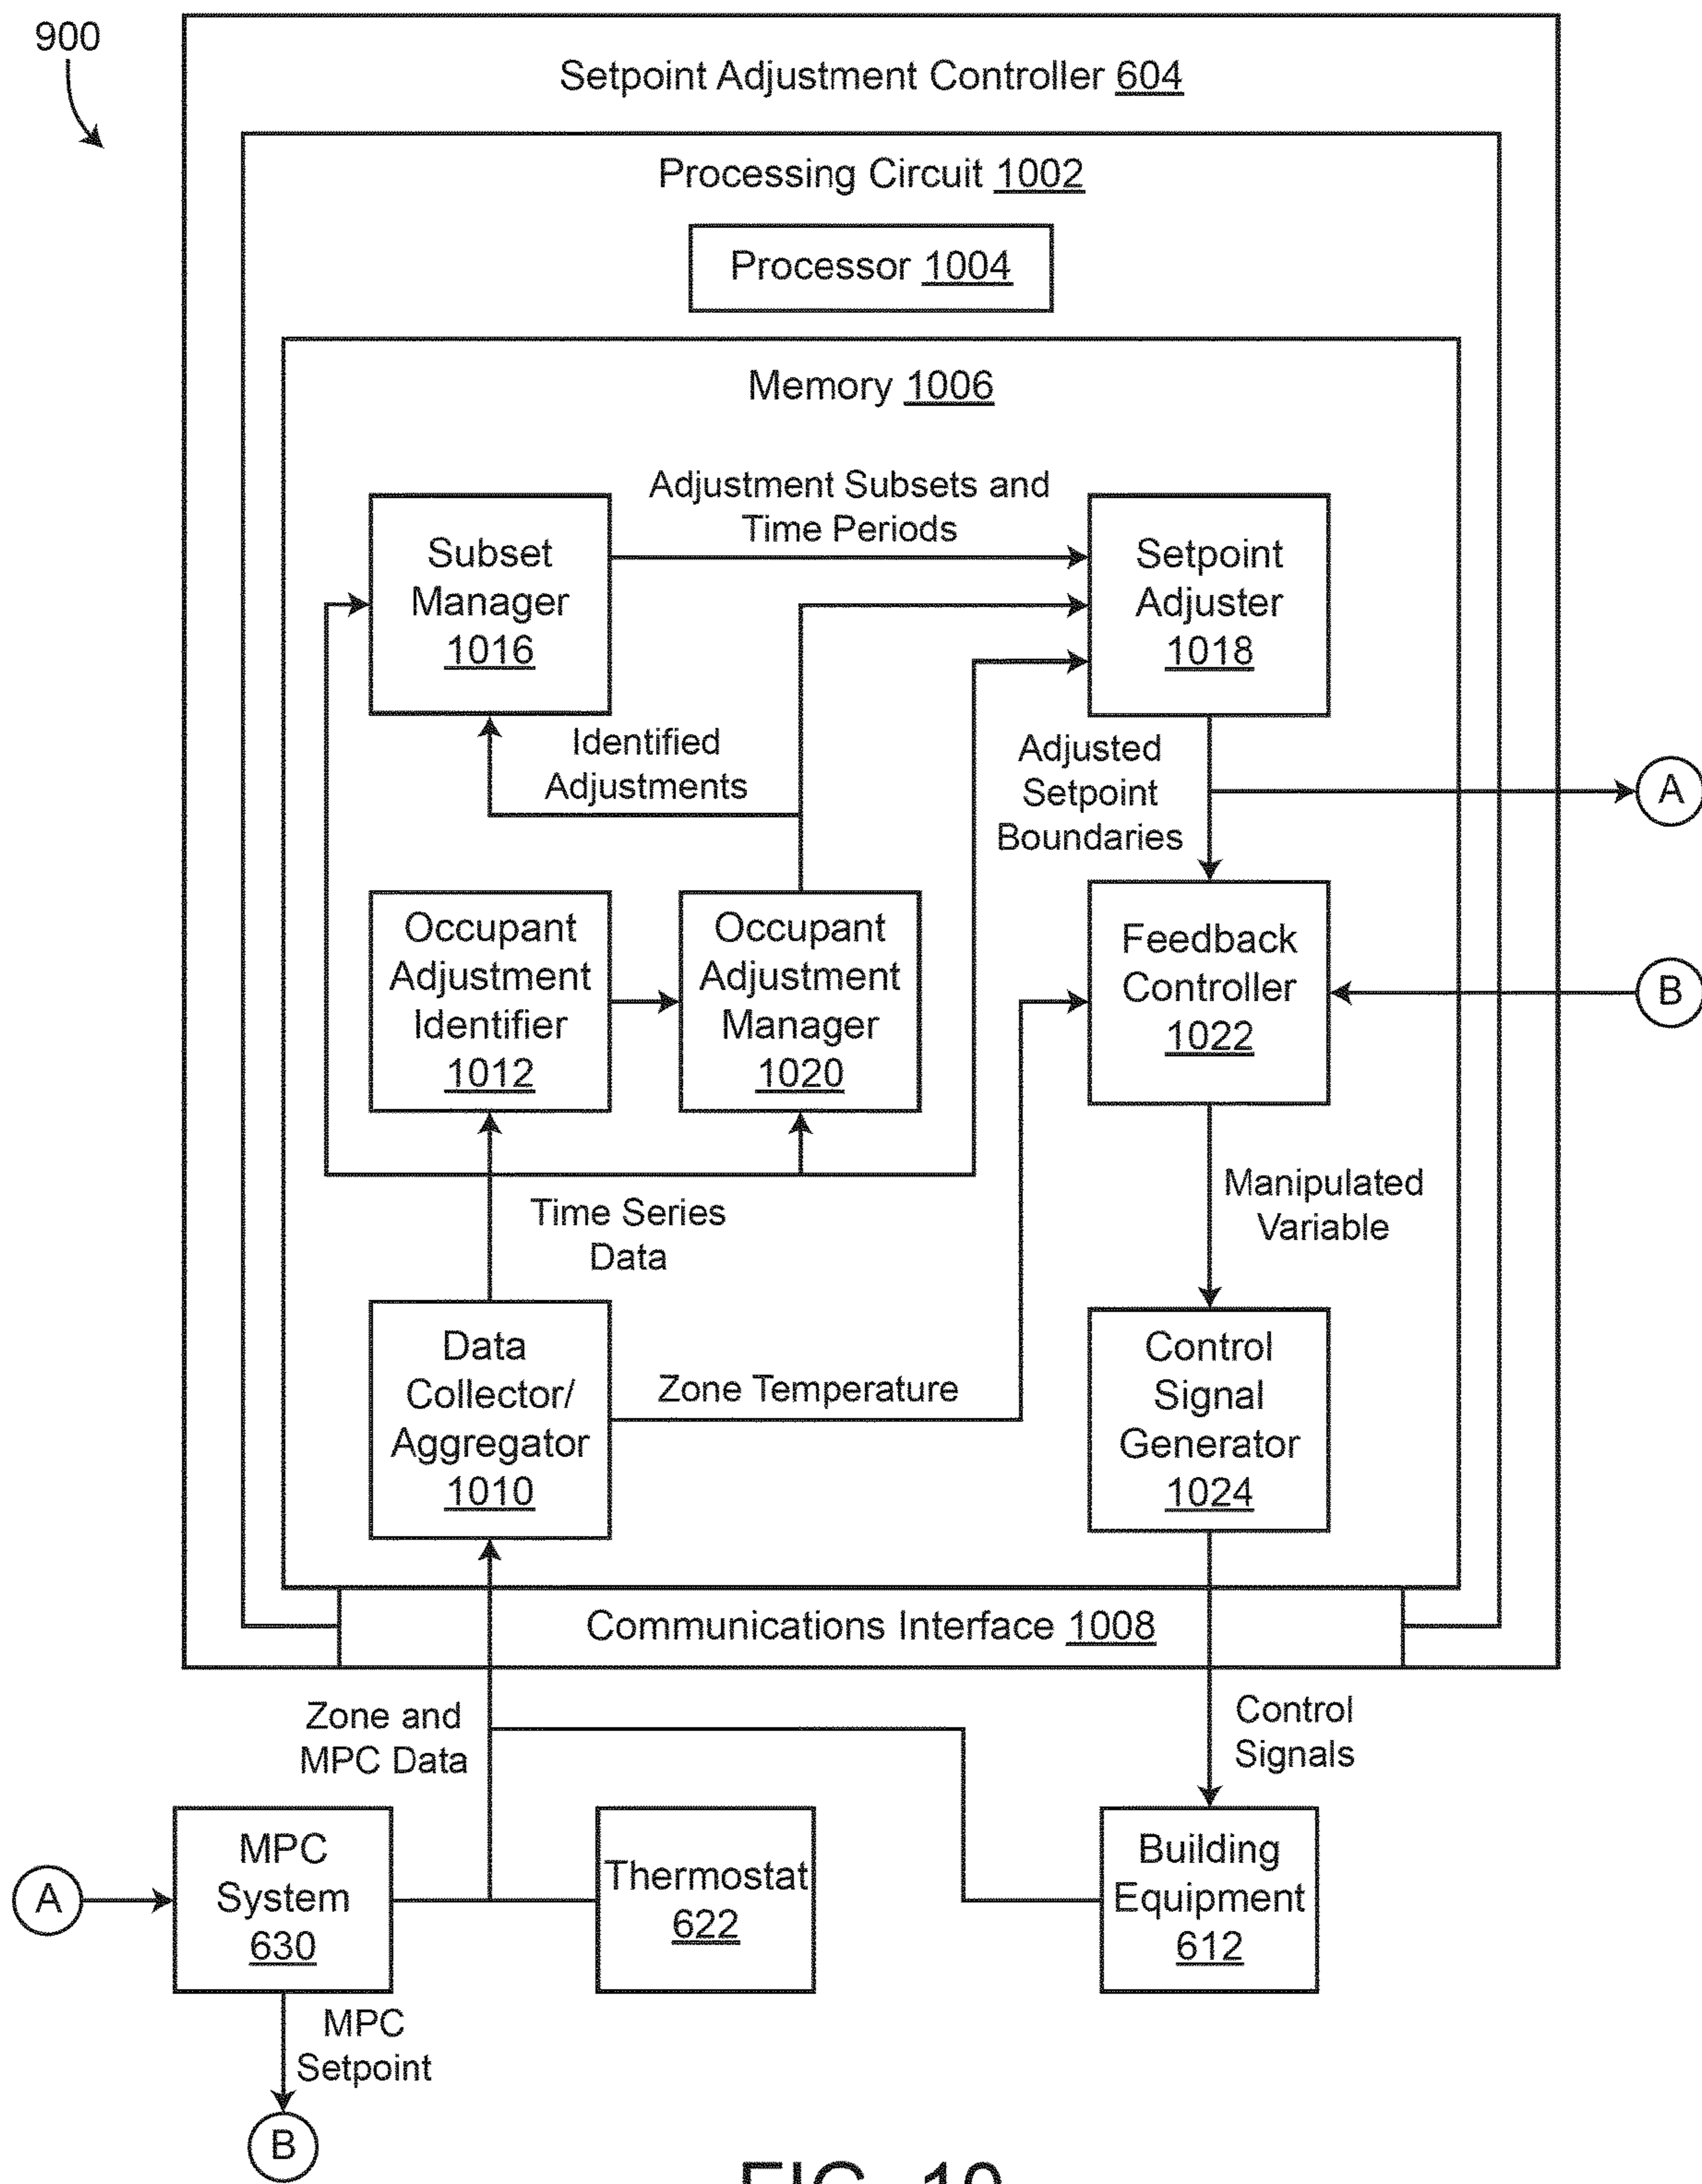 900
Setpoint Adjustment Controller 604
Processing Circuit 1002
Processor 1004
Memory 1006
Adjustment Subsets and
Time Periods
Subset
Manager
1016
Setpoint
Adjuster
1018
Identified
Adjustments
Adjusted
Setpoint
Boundaries
A
Occupant
Adjustment
Identifier
1012
Occupant
Adjustment
Manager
1020
Feedback
Controller
1022
B
Time Series
Data
Manipulated
Variable
Data
Collector/
Aggregator
1010
Zone Temperature
Control
Signal
Generator
1024
Communications Interface 1008
Zone and
MPC Data
Control
Signals
A
MPC
System
630
Thermostat
622
Building
Equipment
612
MPC
Setpoint
B
FIG. 10